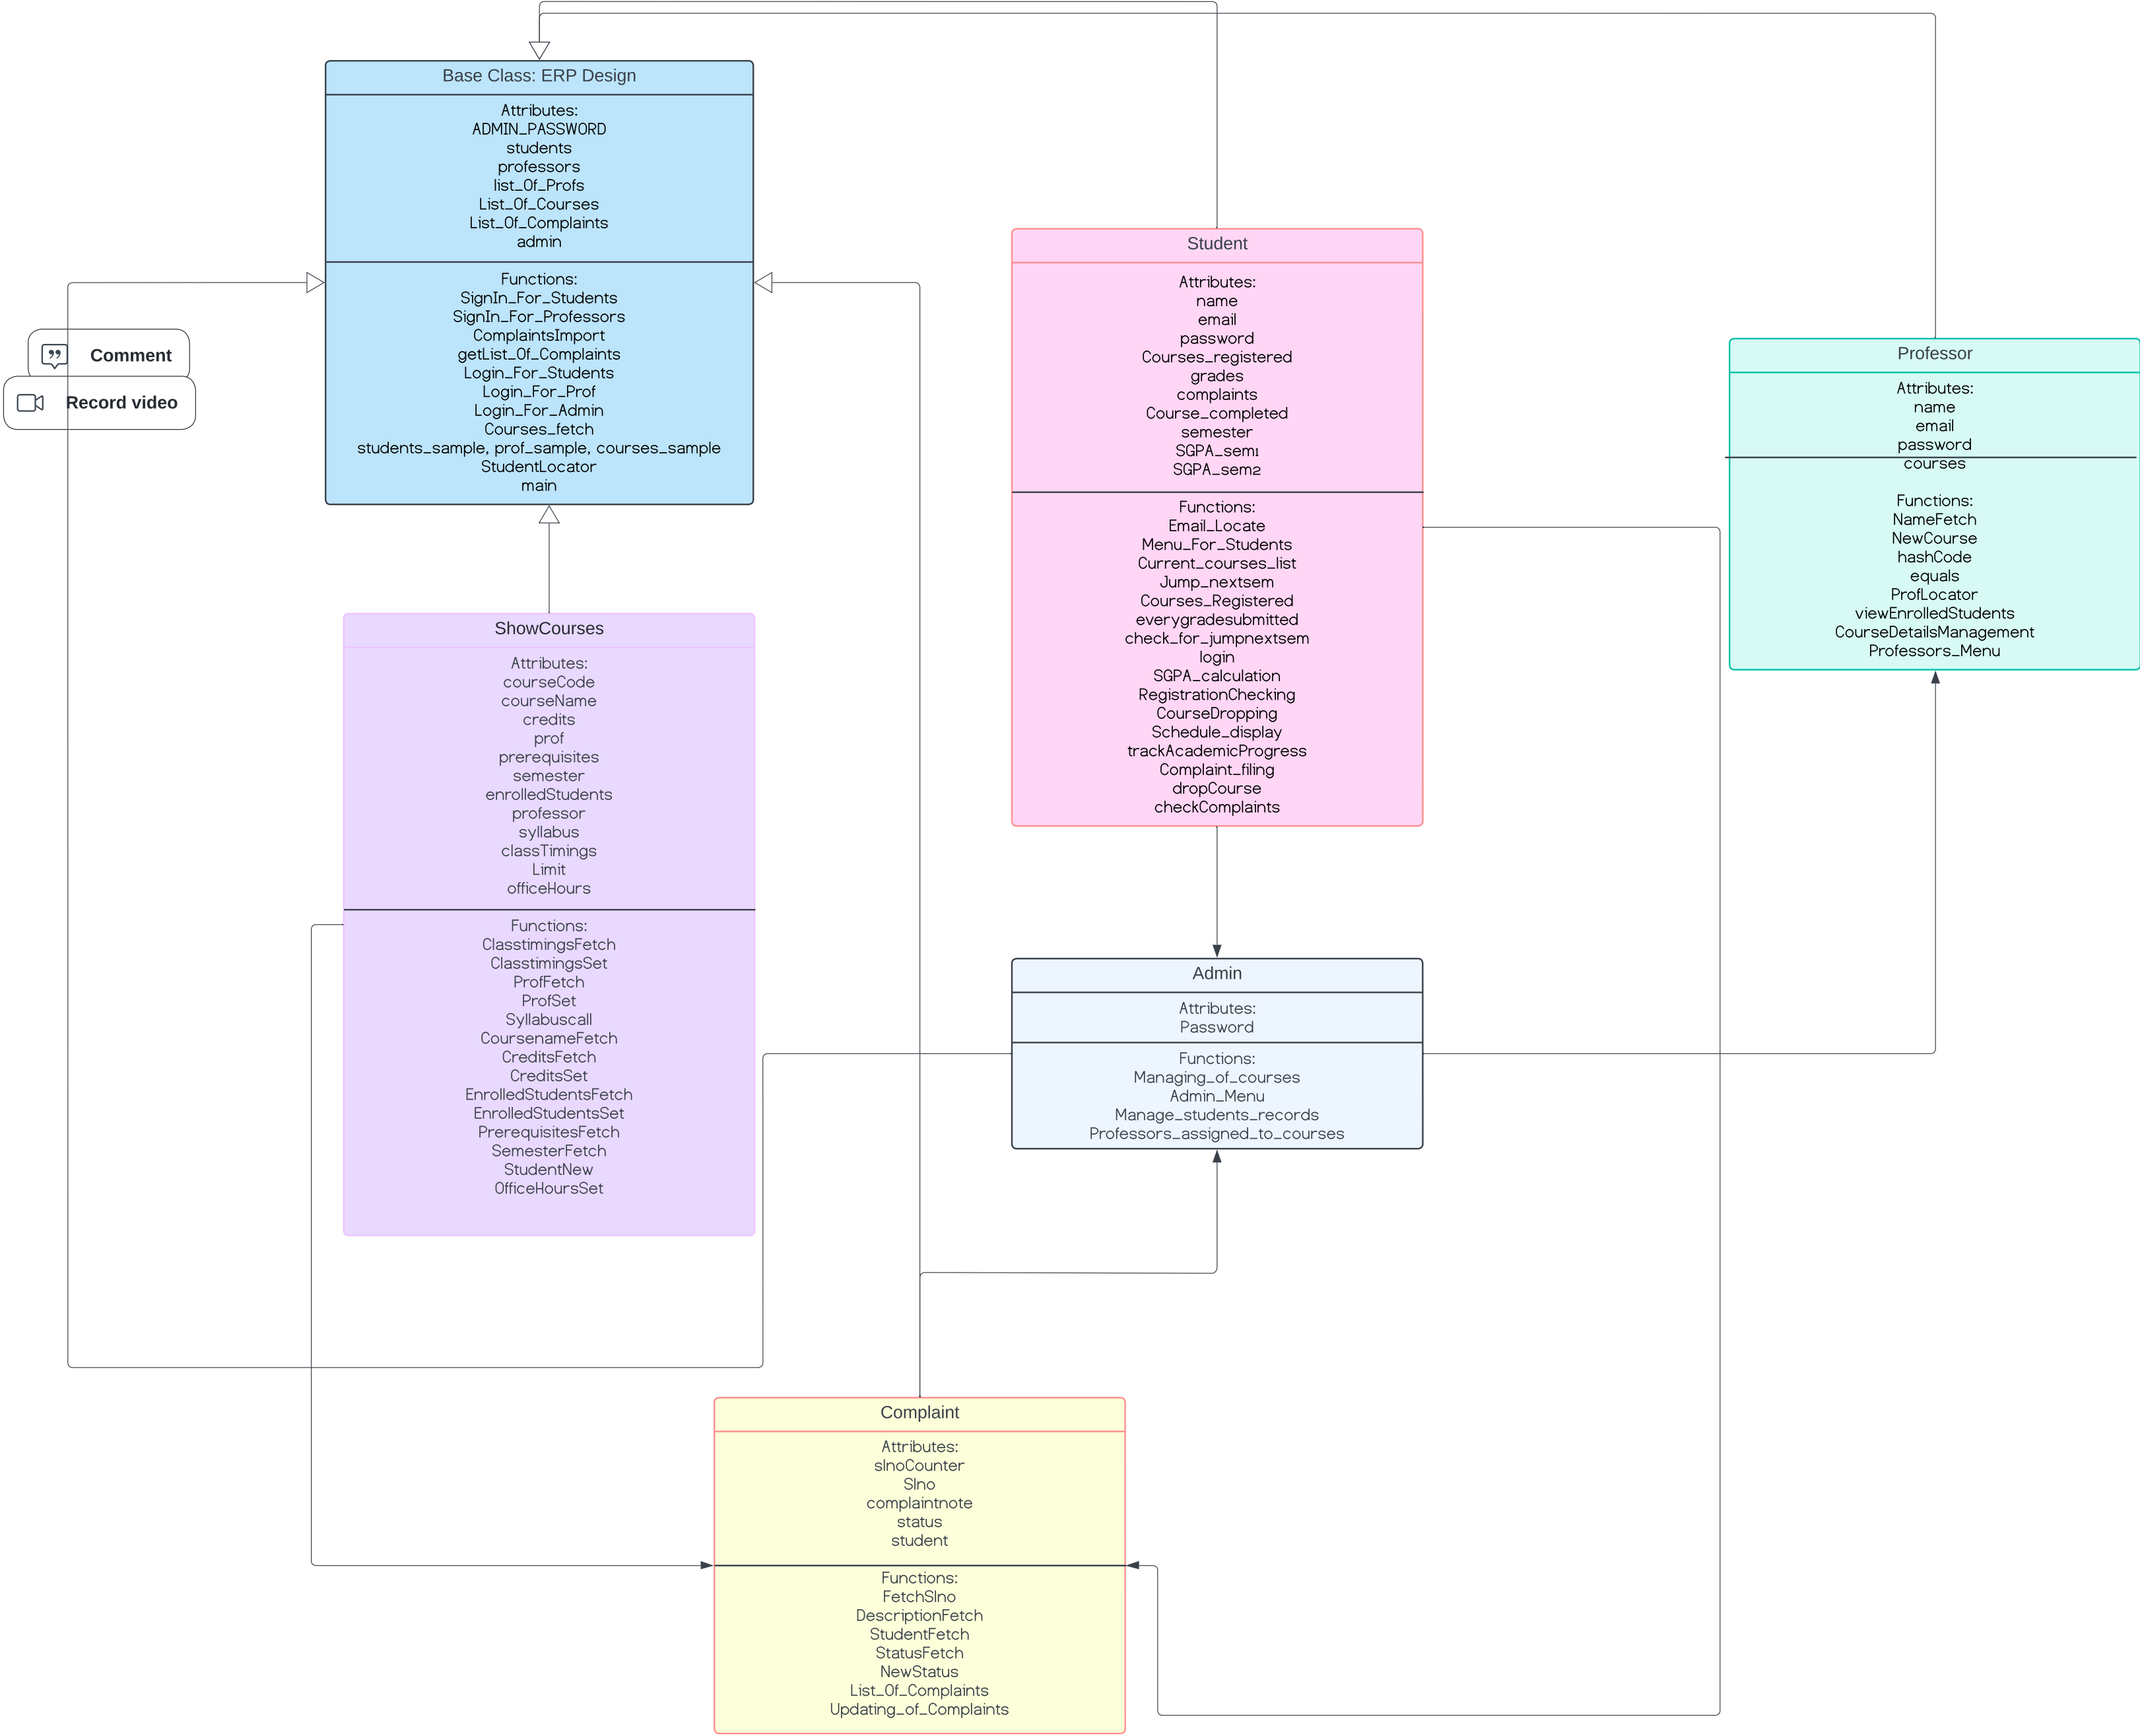 Base Class: ERP Design
Attributes:
ADMIN_PASSWORD
students
professors
list_Of_Profs
List_Of_Courses
List_Of_Complaints
admin
Functions:
SignIn_For_Students
SignIn_For_Professors
ComplaintsImport
getList_Of_Complaints
Login_For_Students
Login_For_Prof
Login_For_Admin
Courses_fetch
students_sample, prof_sample, courses_sample
StudentLocator
main
Comment
Record video
Student
Attributes:
name
email
password
Courses_registered
grades
complaints
Course_completed
semester
SGPA_sem1
SGPA_sem2
Functions:
Email_Locate
Menu_For_Students
Current_courses_list
Jump_nextsem
Courses_Registered
everygradesubmitted
check_for_jumpnextsem
login
SGPA_calculation
RegistrationChecking
CourseDropping
Schedule_display
trackAcademicProgress
Complaint_filing
dropCourse
checkComplaints
Professor
Attributes:
name
email
password
courses
Functions:
NameFetch
NewCourse
hashCode
equals
ProfLocator
viewEnrolledStudents
CourseDetailsManagement
Professors_Menu
ShowCourses
Attributes:
courseCode
courseName
credits
prof
prerequisites
semester
enrolledStudents
professor
syllabus
classTimings
Limit
officeHours
Functions:
ClasstimingsFetch
ClasstimingsSet
ProfFetch
ProfSet
Syllabuscall
CoursenameFetch
CreditsFetch
CreditsSet
EnrolledStudentsFetch
EnrolledStudentsSet
PrerequisitesFetch
SemesterFetch
StudentNew
OfficeHoursSet
Admin
Attributes:
Password
Functions:
Managing_of_courses
Admin_Menu
Manage_students_records
Professors_assigned_to_courses
Complaint
Attributes:
slnoCounter
Slno
complaintnote
status
student
Functions:
FetchSlno
DescriptionFetch
StudentFetch
StatusFetch
NewStatus
List_Of_Complaints
Updating_of_Complaints